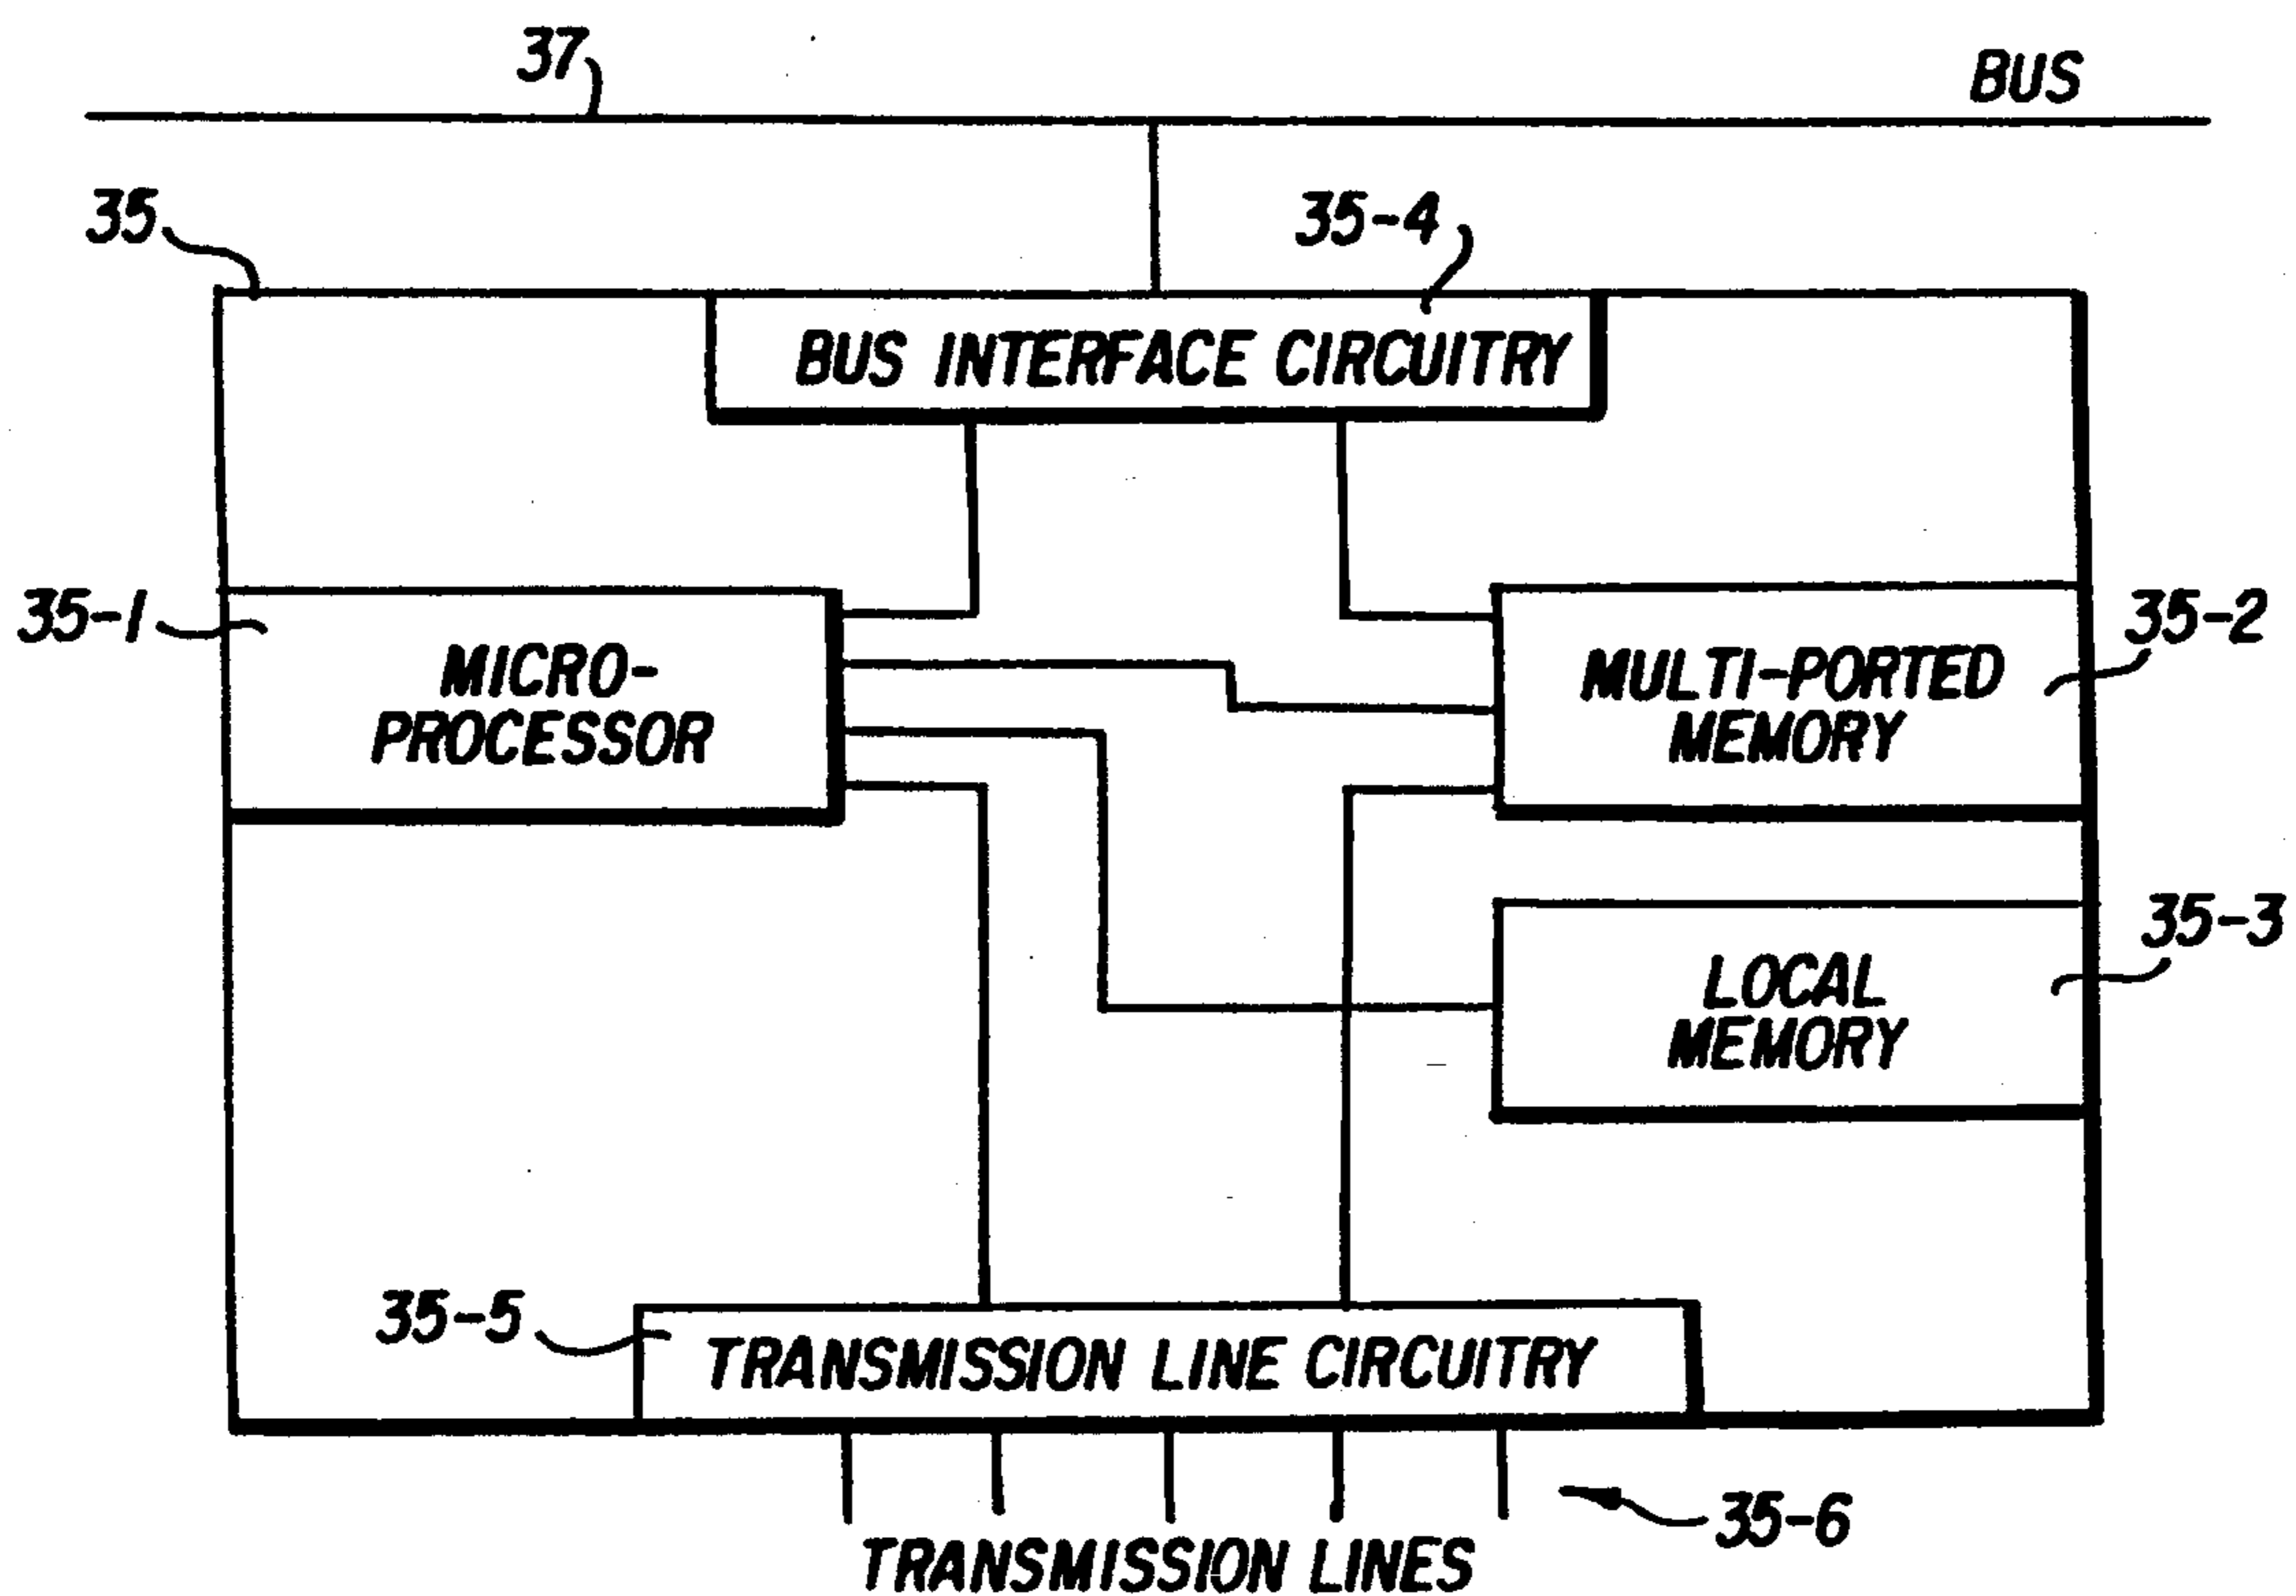 37
BUS
35
35-4
BUS INTERFACE CIRCUITRY
35-1
MICRO-
PROCESSOR
35-2
MULTI-PORTED
MEMORY
35-3
LOCAL
MEMORY
35-5
TRANSMISSION LINE CIRCUITRY
35-6
TRANSMISSION LINES